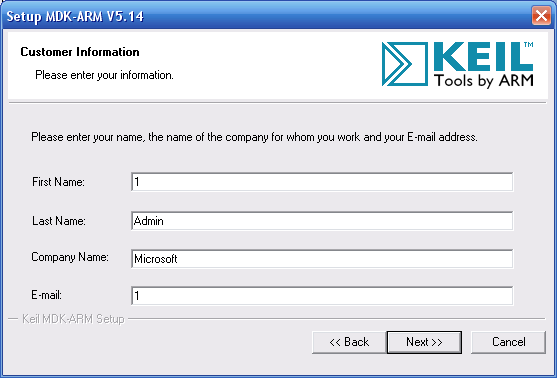 Setup MDK-ARM V5.14
Customer Information
Please enter your information.
KEIL™
Tools by ARM
Please enter your name, the name of the company for whom you work and your E-mail address.
First Name: 1
Last Name: Admin
Company Name: Microsoft
E-mail: 1
Keil MDK-ARM Setup
<< Back Next >> Cancel